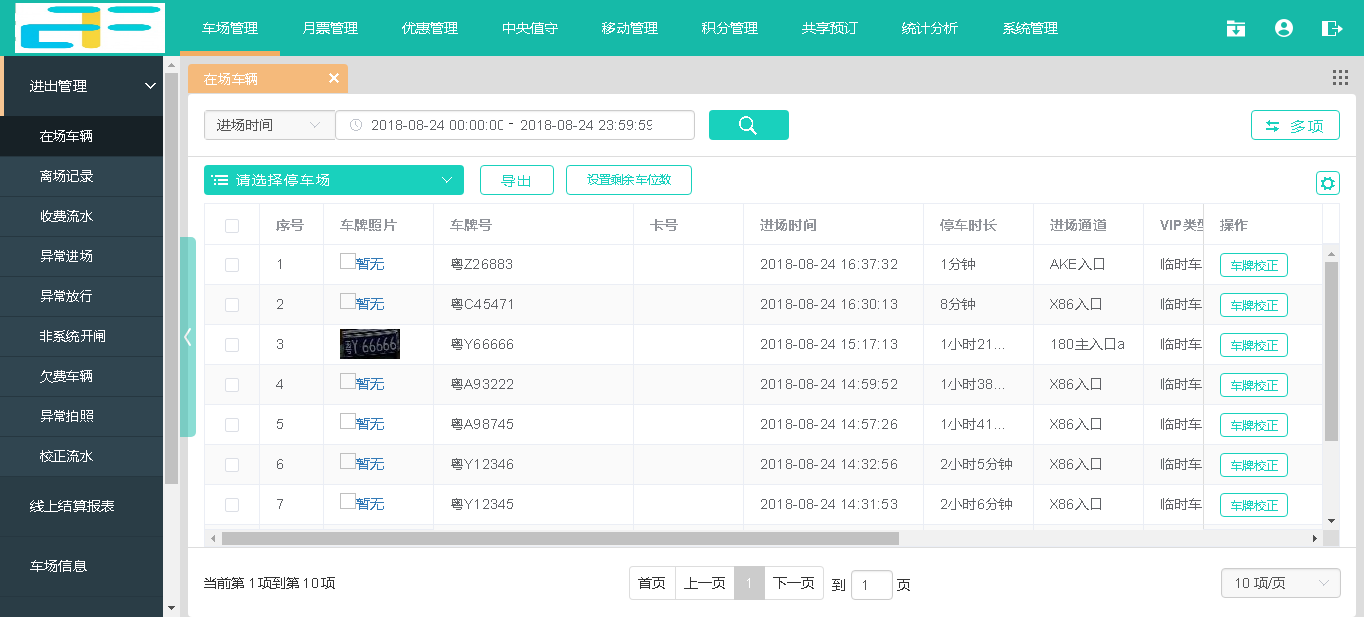 车场管理 月票管理 优惠管理 中央值守 移动管理 积分管理 共享预订 统计分析 系统管理
进出管理
在场车辆
离场记录
收费流水
异常进场
异常放行
非系统开闸
欠费车辆
异常拍照
校正流水
线上结算报表
车场信息
在场车辆
进场时间 2018-08-24 00:00:00 - 2018-08-24 23:59:59 多项
请选择停车场 导出 设置剩余车位数
序号 车牌照片 车牌号 卡号 进场时间 停车时长 进场通道 VIP类型 操作
1 暂无 粤Z26883 2018-08-24 16:37:32 1分钟 AKE入口 临时车 车牌校正
2 暂无 粤C45471 2018-08-24 16:30:13 8分钟 X86入口 临时车 车牌校正
3 Y 66666 粤Y66666 2018-08-24 15:17:13 1小时21... 180主入口a 临时车 车牌校正
4 暂无 粤A93222 2018-08-24 14:59:52 1小时38... X86入口 临时车 车牌校正
5 暂无 粤A98745 2018-08-24 14:57:26 1小时41... X86入口 临时车 车牌校正
6 暂无 粤Y12346 2018-08-24 14:32:56 2小时5分钟 X86入口 临时车 车牌校正
7 暂无 粤Y12345 2018-08-24 14:31:53 2小时6分钟 X86入口 临时车 车牌校正
当前第 1项到第 10项 首页 上一页 1 下一页 到 1 页 10 项/页